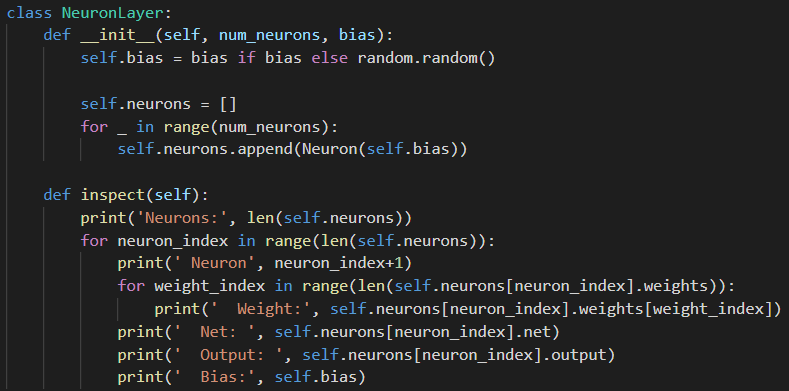 class NeuronLayer:
    def __init__(self, num_neurons, bias):
        self.bias = bias if bias else random.random()

        self.neurons = []
        for _ in range(num_neurons):
            self.neurons.append(Neuron(self.bias))

    def inspect(self):
        print('Neurons:', len(self.neurons))
        for neuron_index in range(len(self.neurons)):
            print(' Neuron', neuron_index+1)
            for weight_index in range(len(self.neurons[neuron_index].weights)):
                print('  Weight:', self.neurons[neuron_index].weights[weight_index])
            print('  Net: ', self.neurons[neuron_index].net)
            print('  Output: ', self.neurons[neuron_index].output)
            print('  Bias:', self.bias)